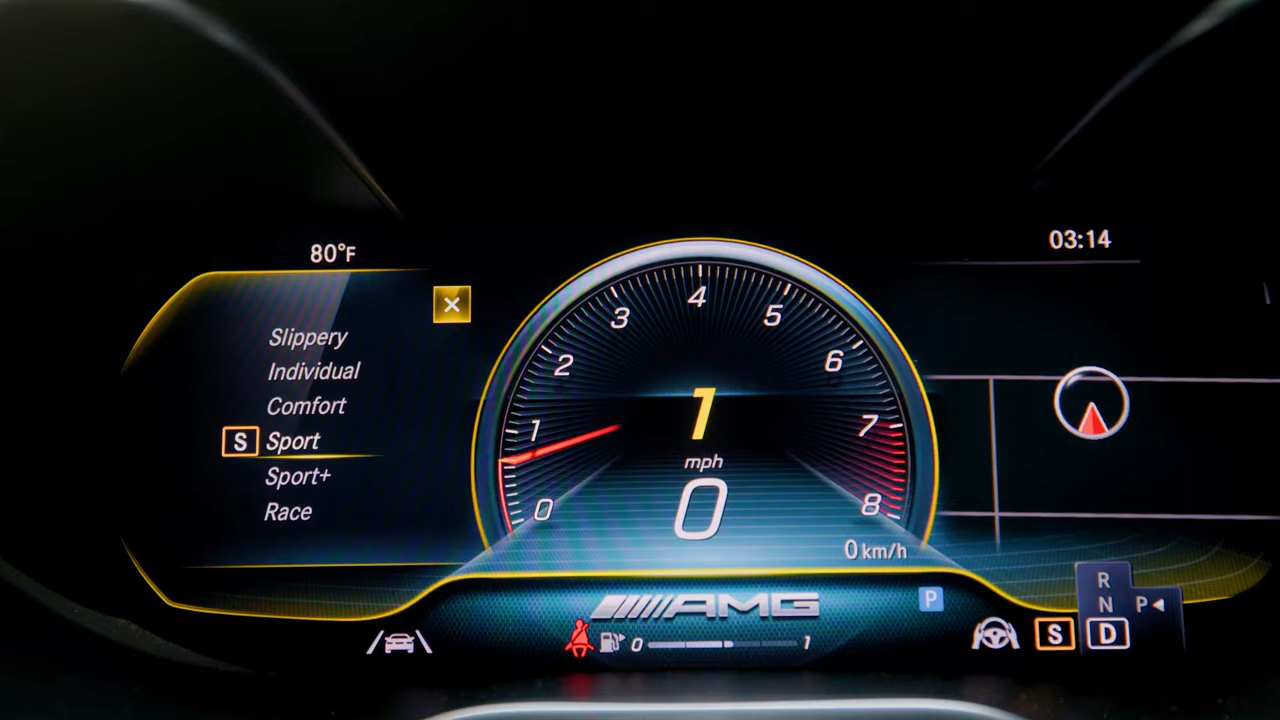 80°F
03:14
Slippery
Individual
Comfort
S Sport
Sport+
Race
0
1
2
3
4
5
6
7
8
1
mph
0
0 km/h
AMG
P
0
1
S
R
N
D
P